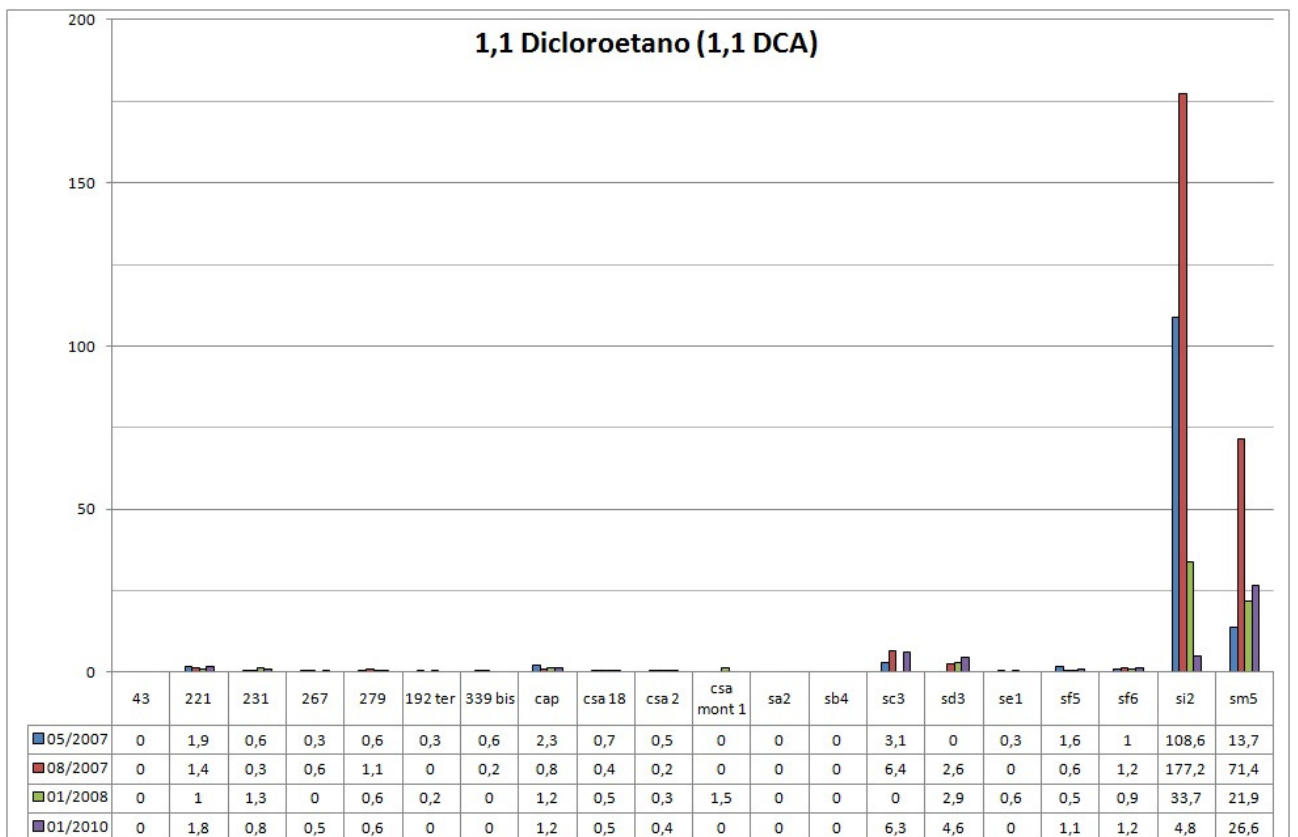 1,1 Dicloroetano (1,1 DCA)
200
150
100
50
0
43 221 231 267 279 192 ter 339 bis cap csa 18 csa 2 csa mont 1 sa2 sb4 sc3 sd3 se1 sf5 sf6 si2 sm5
05/2007 0 1,9 0,6 0,3 0,6 0,3 0,6 2,3 0,7 0,5 0 0 0 3,1 0 0,3 1,6 1 108,6 13,7
08/2007 0 1,4 0,3 0,6 1,1 0 0,2 0,8 0,4 0,2 0 0 0 6,4 2,6 0 0,6 1,2 177,2 71,4
01/2008 0 1 1,3 0 0,6 0,2 0 1,2 0,5 0,3 1,5 0 0 0 2,9 0,6 0,5 0,9 33,7 21,9
01/2010 0 1,8 0,8 0,5 0,6 0 0 1,2 0,5 0,4 0 0 0 6,3 4,6 0 1,1 1,2 4,8 26,6